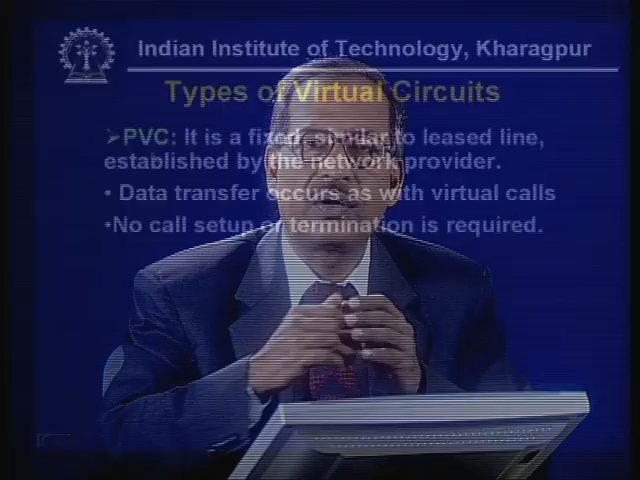 Indian Institute of Technology, Kharagpur
Types of Virtual Circuits
➢PVC: It is a fixed, similar to leased line,
established by the network provider.
• Data transfer occurs as with virtual calls
•No call setup or termination is required.